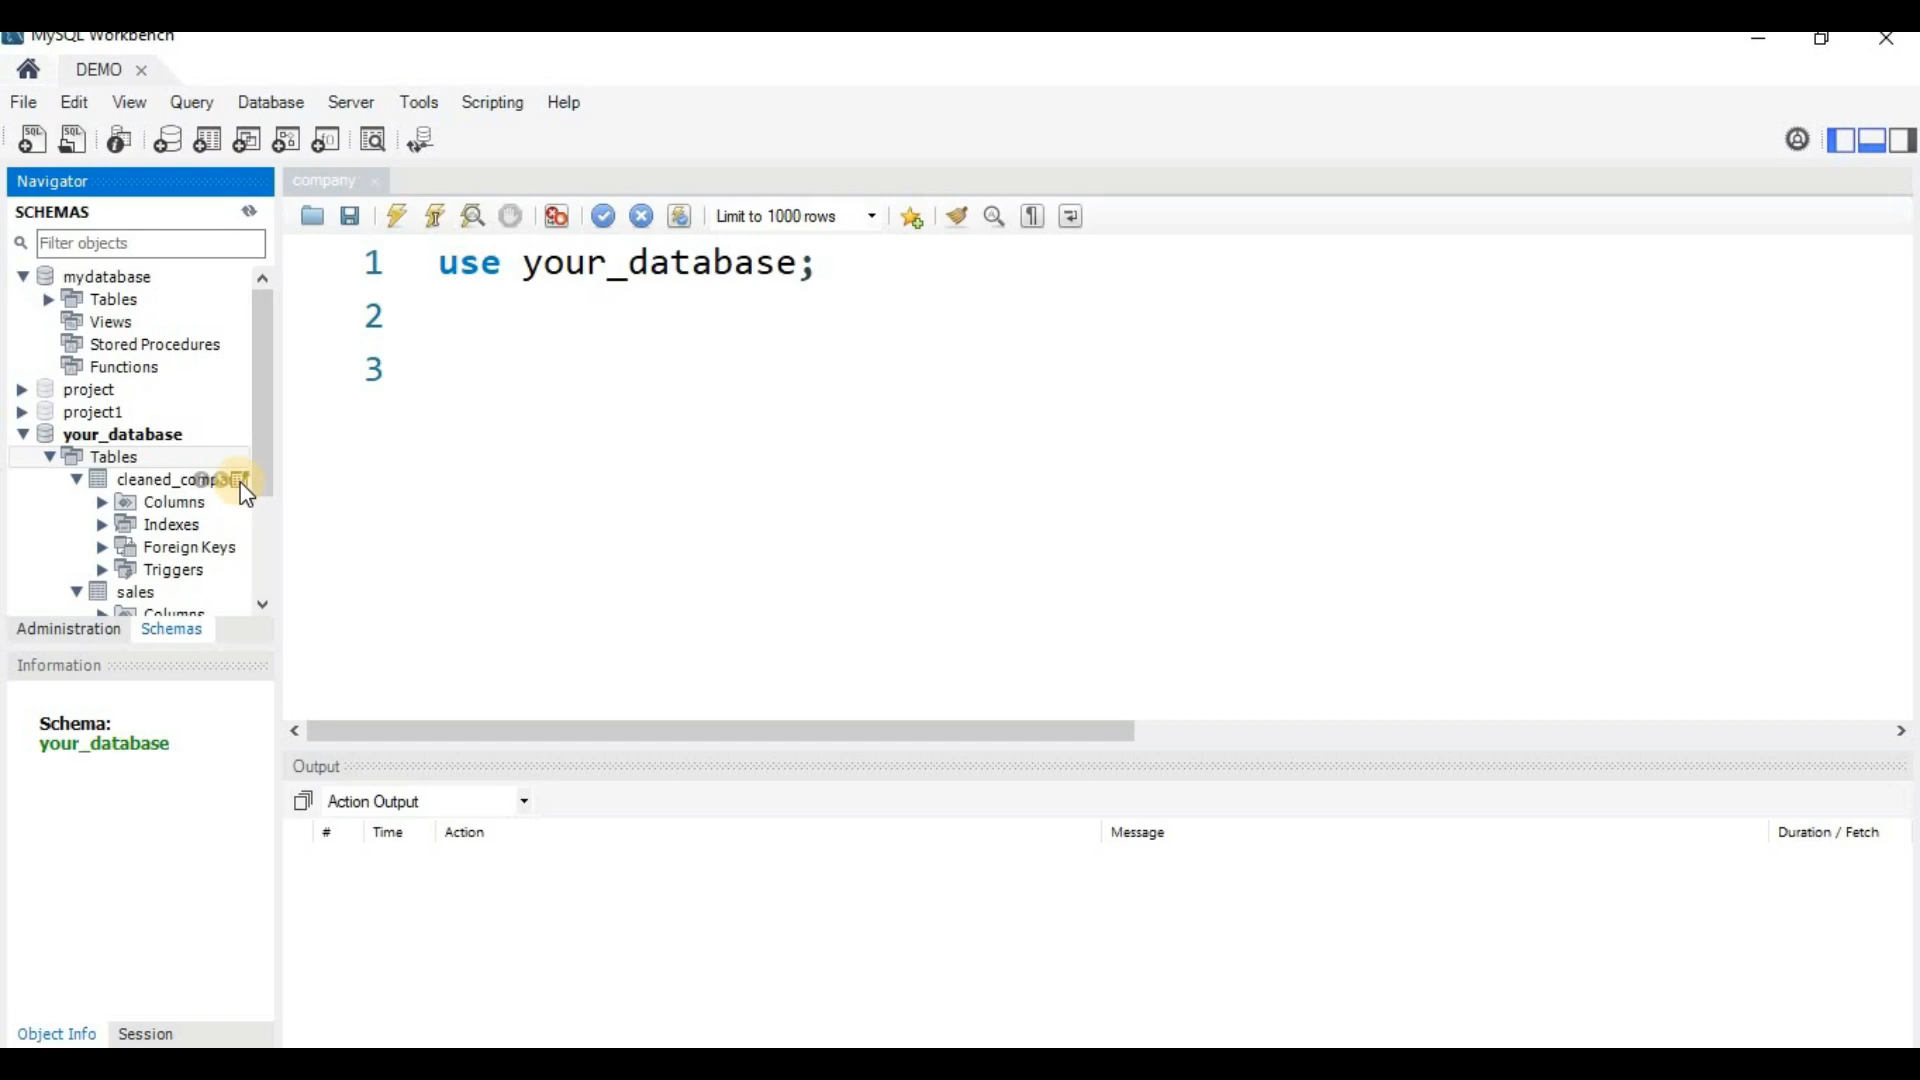 MySQL Workbench
DEMO
File Edit View Query Database Server Tools Scripting Help
Navigator
SCHEMAS
Filter objects
mydatabase
Tables
Views
Stored Procedures
Functions
project
project1
your_database
Tables
Columns
Indexes
Foreign Keys
Triggers
sales
Columns
Administration Schemas
Information
Schema:
your_database
Object Info Session
company
Limit to 1000 rows
1 use your_database;
2
3
Output
Action Output
# Time Action Message Duration / Fetch